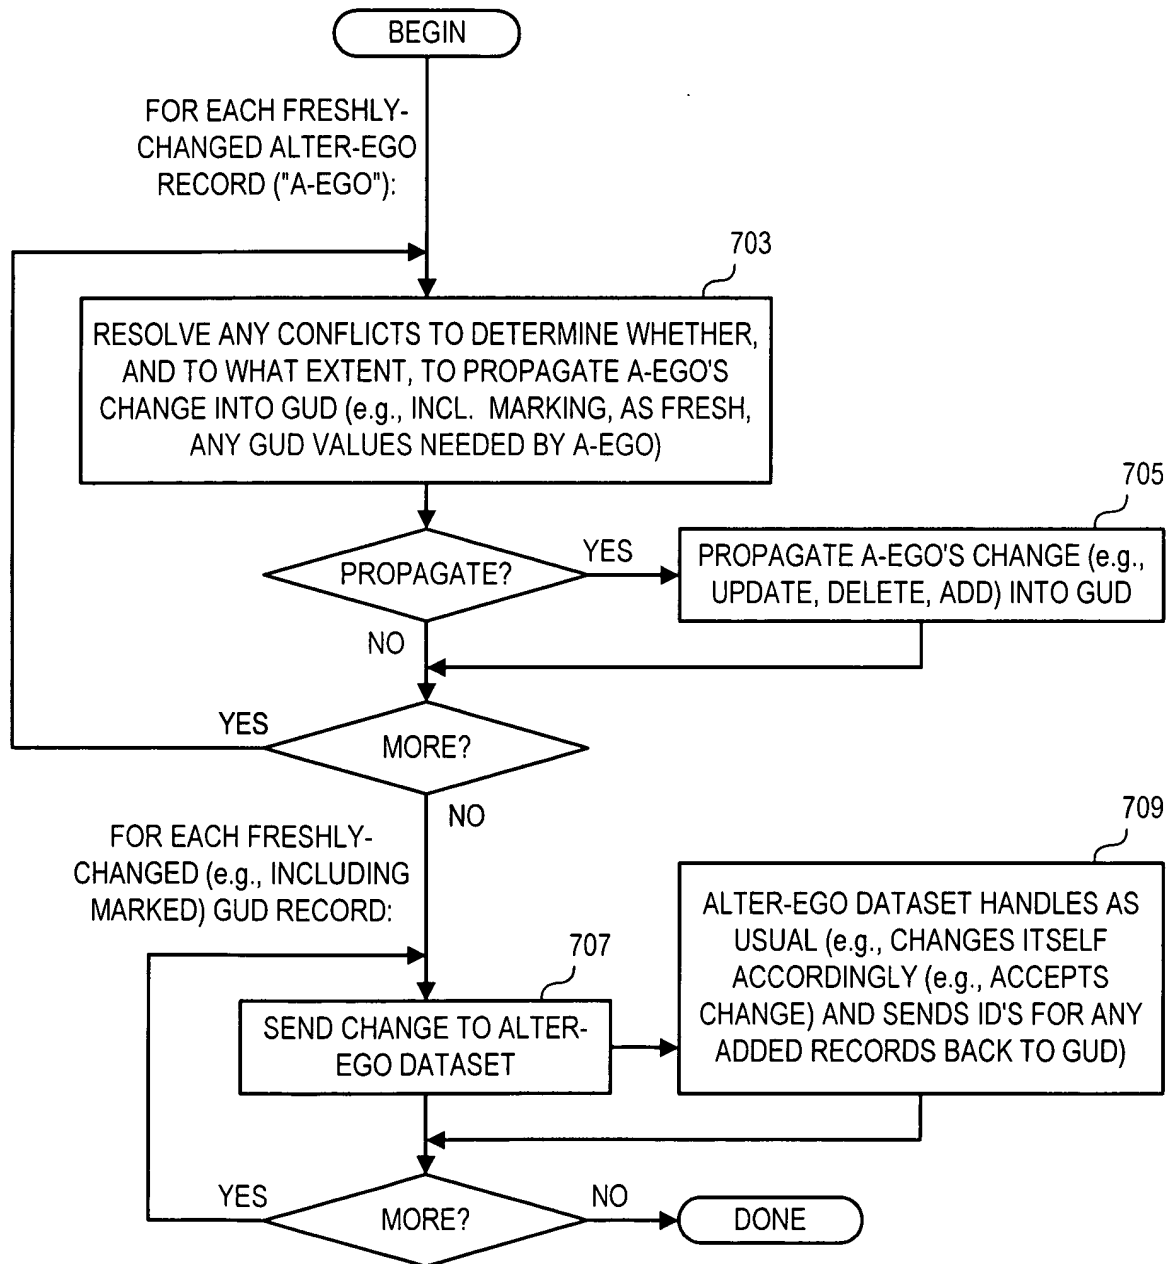 BEGIN
FOR EACH FRESHLY-
CHANGED ALTER-EGO
RECORD ("A-EGO"):
703
RESOLVE ANY CONFLICTS TO DETERMINE WHETHER,
AND TO WHAT EXTENT, TO PROPAGATE A-EGO'S
CHANGE INTO GUD (e.g., INCL. MARKING, AS FRESH,
ANY GUD VALUES NEEDED BY A-EGO)
705
PROPAGATE?
YES
PROPAGATE A-EGO'S CHANGE (e.g.,
UPDATE, DELETE, ADD) INTO GUD
NO
YES
MORE?
NO
FOR EACH FRESHLY-
CHANGED (e.g., INCLUDING
MARKED) GUD RECORD:
707
SEND CHANGE TO ALTER-
EGO DATASET
709
ALTER-EGO DATASET HANDLES AS
USUAL (e.g., CHANGES ITSELF
ACCORDINGLY (e.g., ACCEPTS
CHANGE) AND SENDS ID'S FOR ANY
ADDED RECORDS BACK TO GUD)
YES
MORE?
NO
DONE